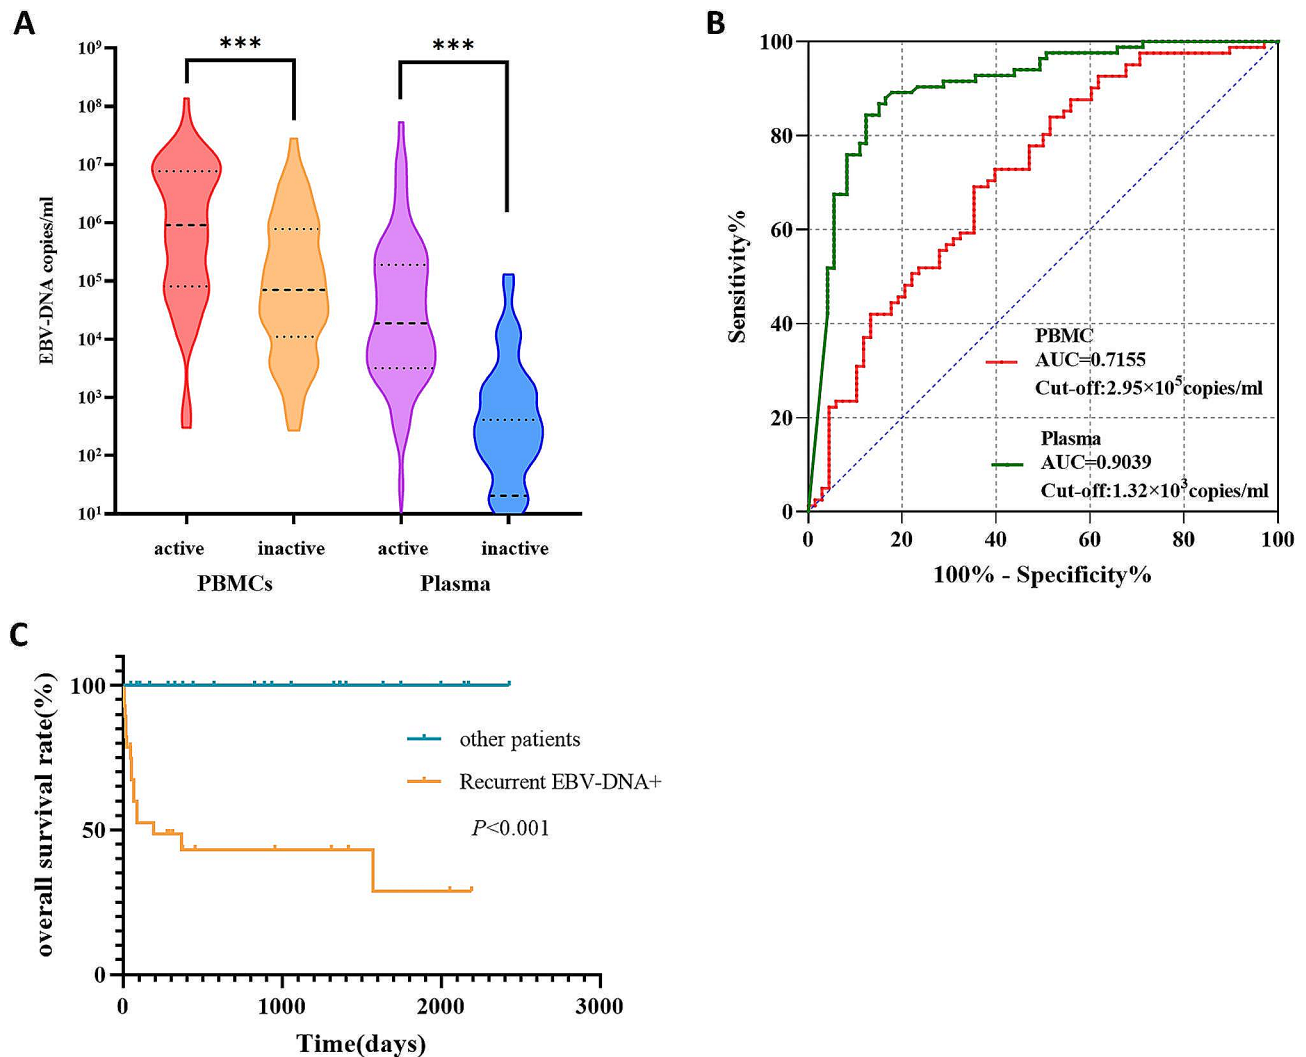 A
***
***
10⁹
10⁸
10⁷
10⁶
10⁵
10⁴
10³
10²
10¹
EBV-DNA copies/ml
active
inactive
active
inactive
PBMCs
Plasma
B
100
80
60
40
20
0
Sensitivity%
PBMC
AUC=0.7155
Cut-off:2.95×10⁵copies/ml
Plasma
AUC=0.9039
Cut-off:1.32×10³copies/ml
0 20 40 60 80 100
100% - Specificity%
C
100
50
0
overall survival rate(%)
other patients
Recurrent EBV-DNA+
P<0.001
0 1000 2000 3000
Time(days)